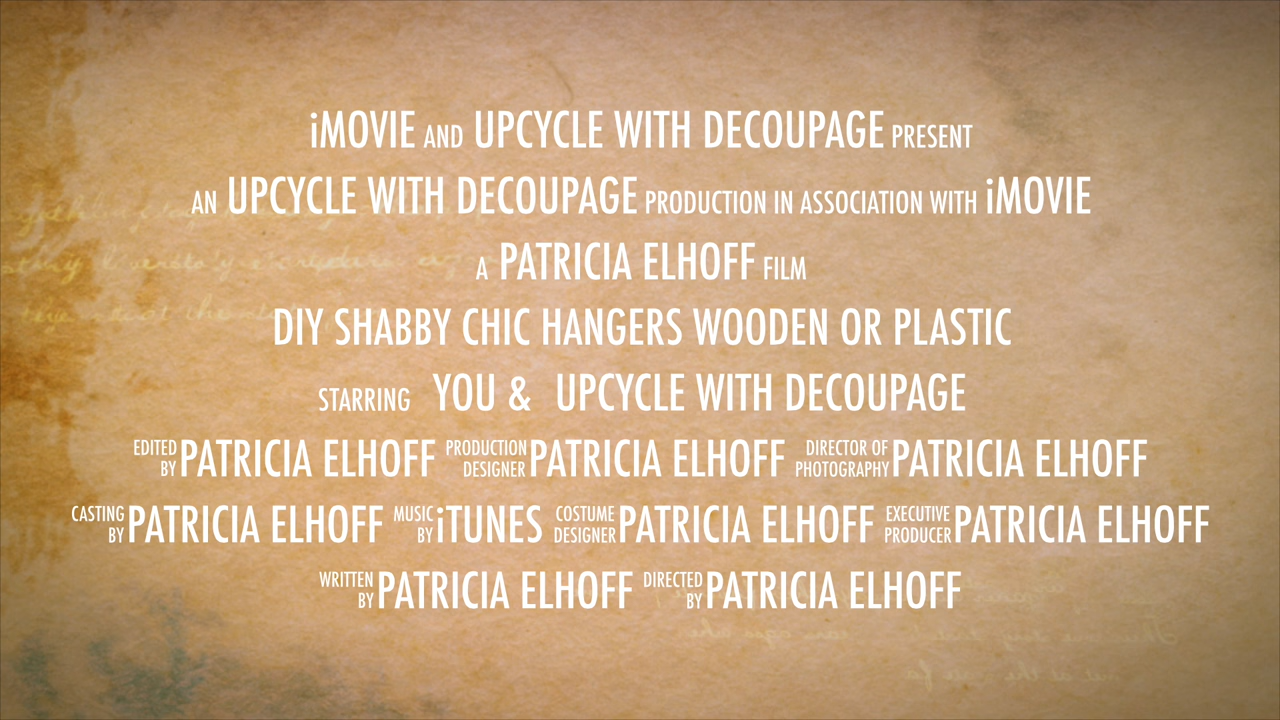 iMOVIE AND UPCYCLE WITH DECOUPAGE PRESENT
AN UPCYCLE WITH DECOUPAGE PRODUCTION IN ASSOCIATION WITH iMOVIE
A PATRICIA ELHOFF FILM
DIY SHABBY CHIC HANGERS WOODEN OR PLASTIC
STARRING YOU & UPCYCLE WITH DECOUPAGE
EDITED BY PATRICIA ELHOFF PRODUCTION DESIGNER PATRICIA ELHOFF DIRECTOR OF PHOTOGRAPHY PATRICIA ELHOFF
CASTING BY PATRICIA ELHOFF MUSIC BY iTUNES COSTUME DESIGNER PATRICIA ELHOFF EXECUTIVE PRODUCER PATRICIA ELHOFF
WRITTEN BY PATRICIA ELHOFF DIRECTED BY PATRICIA ELHOFF